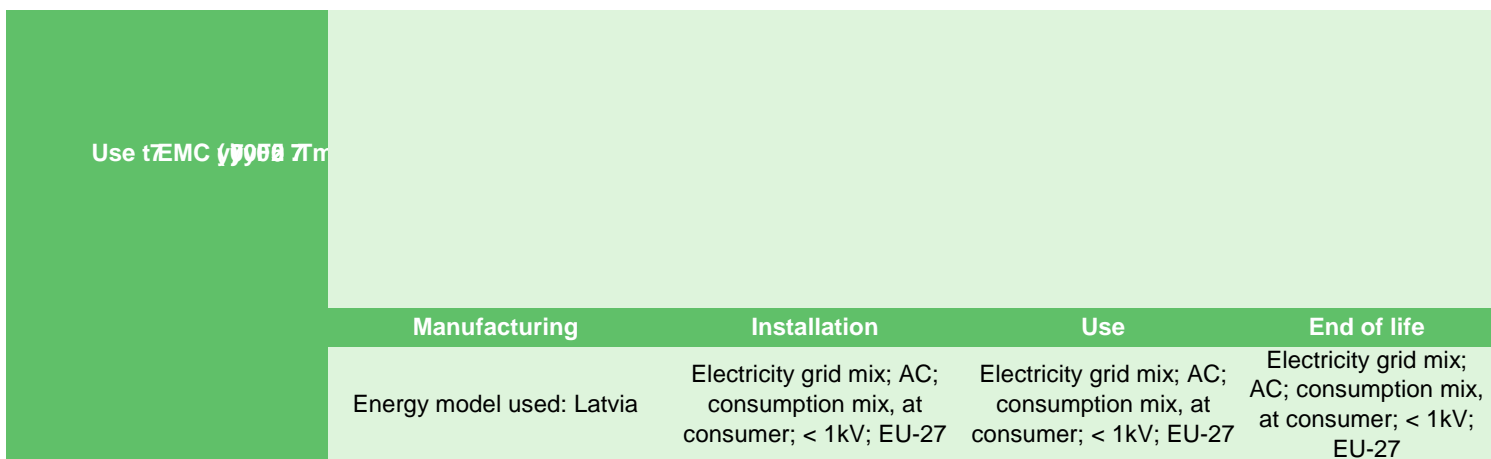 Use
EMC
Manufacturing
Installation
Use
End of life
Energy model used: Latvia
Electricity grid mix; AC;
consumption mix, at
consumer; < 1kV; EU-27
Electricity grid mix; AC;
consumption mix, at
consumer; < 1kV; EU-27
Electricity grid mix;
AC; consumption mix,
at consumer; < 1kV;
EU-27